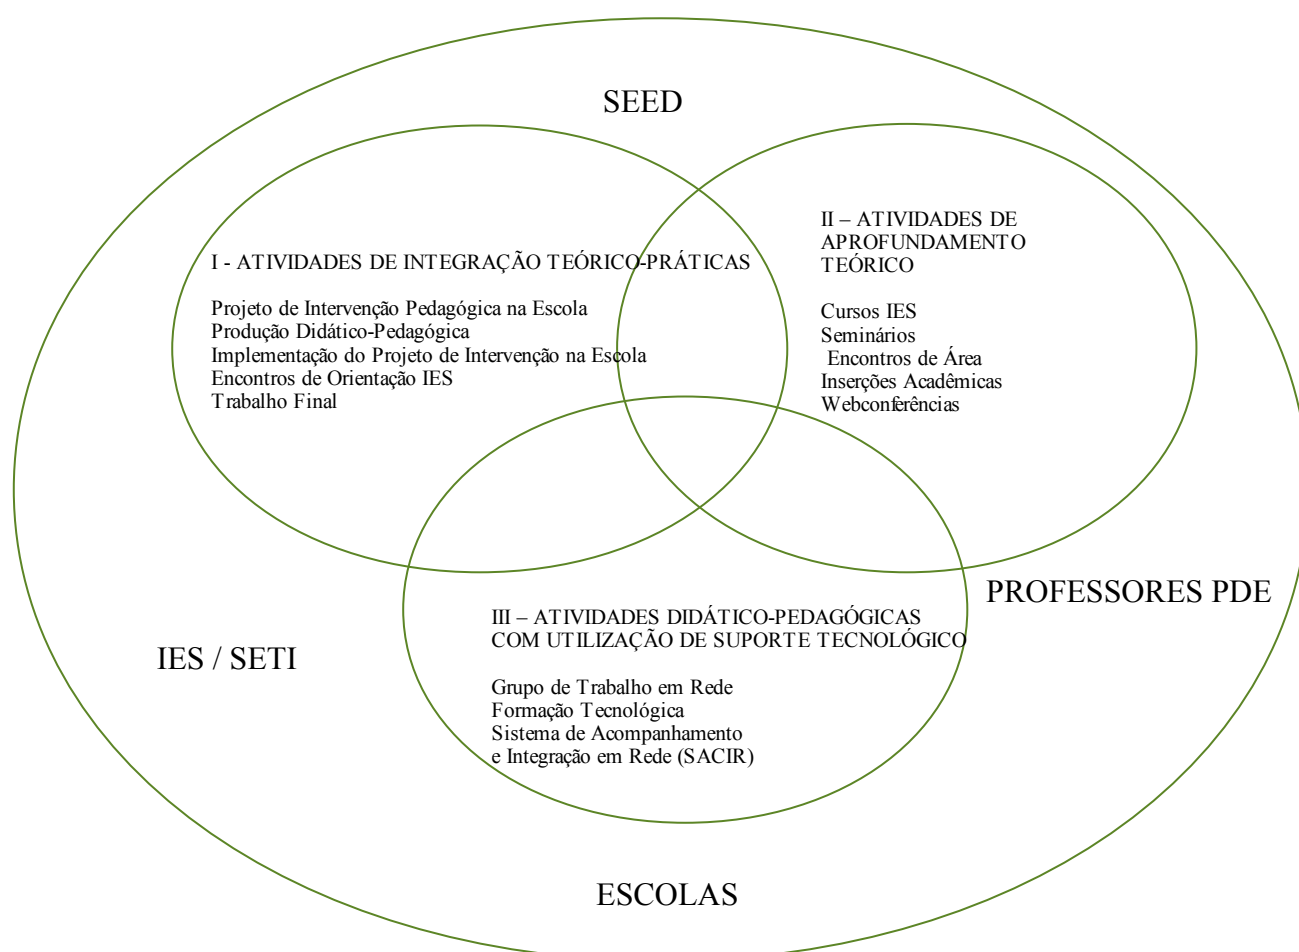 SEED
I - ATIVIDADES DE INTEGRAÇÃO TEÓRICO-PRÁTICAS
Projeto de Intervenção Pedagógica na Escola
Produção Didático-Pedagógica
Implementação do Projeto de Intervenção na Escola
Encontros de Orientação IES
Trabalho Final
II – ATIVIDADES DE
APROFUNDAMENTO
TEÓRICO
Cursos IES
Seminários
Encontros de Área
Inserções Acadêmicas
Webconferências
PROFESSORES PDE
III – ATIVIDADES DIDÁTICO-PEDAGÓGICAS
COM UTILIZAÇÃO DE SUPORTE TECNOLÓGICO
Grupo de Trabalho em Rede
Formação Tecnológica
Sistema de Acompanhamento
e Integração em Rede (SACIR)
IES / SETI
ESCOLAS